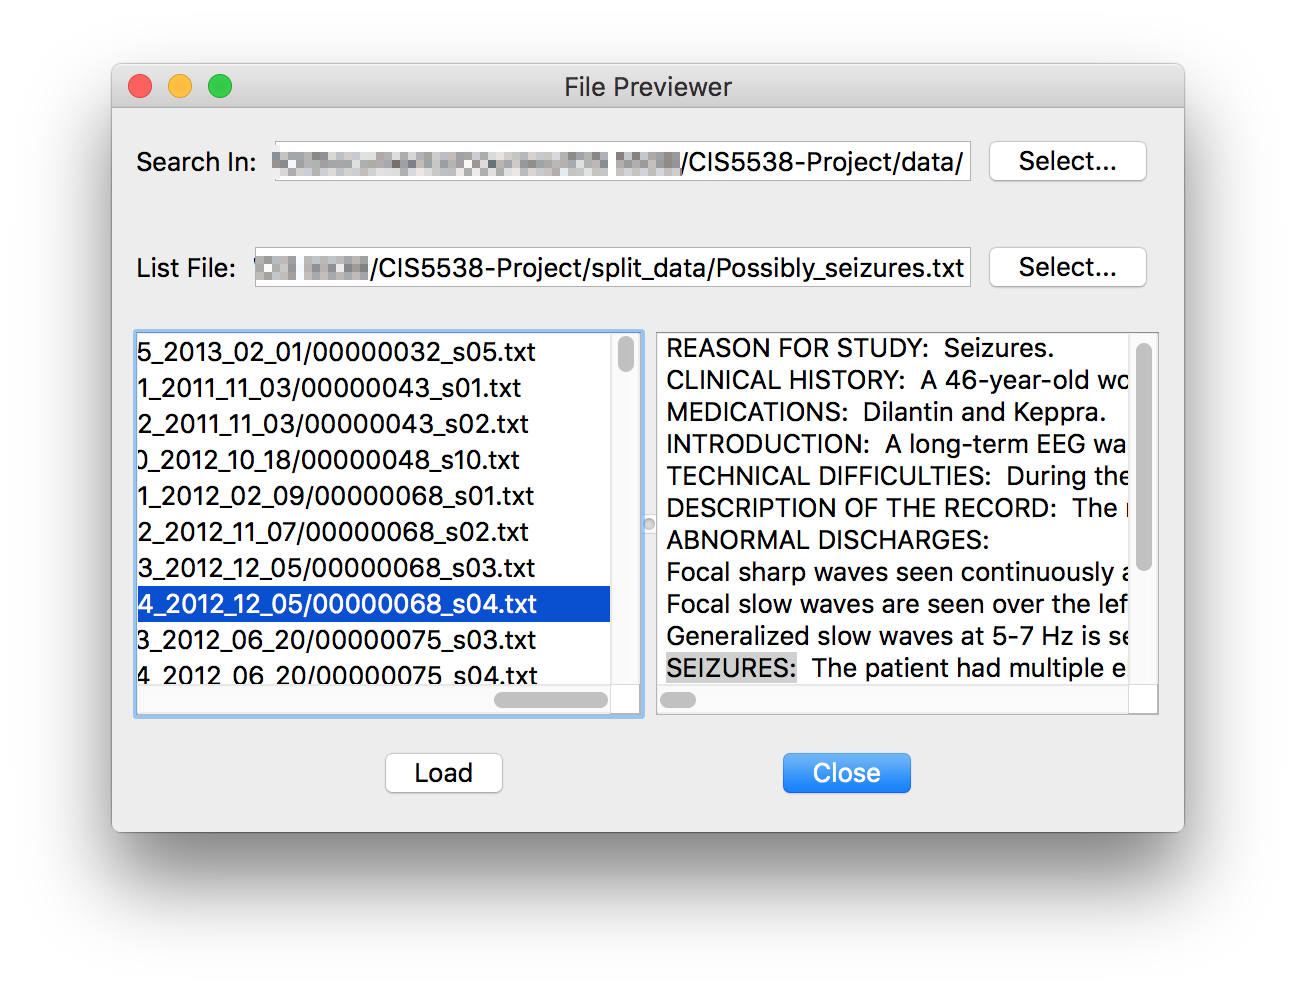 File Previewer
Search In: /CIS5538-Project/data/ Select...
List File: /CIS5538-Project/split_data/Possibly_seizures.txt Select...
5_2013_02_01/00000032_s05.txt
1_2011_11_03/00000043_s01.txt
2_2011_11_03/00000043_s02.txt
0_2012_10_18/00000048_s10.txt
1_2012_02_09/00000068_s01.txt
2_2012_11_07/00000068_s02.txt
3_2012_12_05/00000068_s03.txt
4_2012_12_05/00000068_s04.txt
3_2012_06_20/00000075_s03.txt
4_2012_06_20/00000075_s04.txt
REASON FOR STUDY:  Seizures.
CLINICAL HISTORY:  A 46-year-old wo
MEDICATIONS:  Dilantin and Keppra.
INTRODUCTION:  A long-term EEG wa
TECHNICAL DIFFICULTIES:  During the
DESCRIPTION OF THE RECORD:  The
ABNORMAL DISCHARGES:
Focal sharp waves seen continuously a
Focal slow waves are seen over the lef
Generalized slow waves at 5-7 Hz is se
SEIZURES:  The patient had multiple e
Load Close